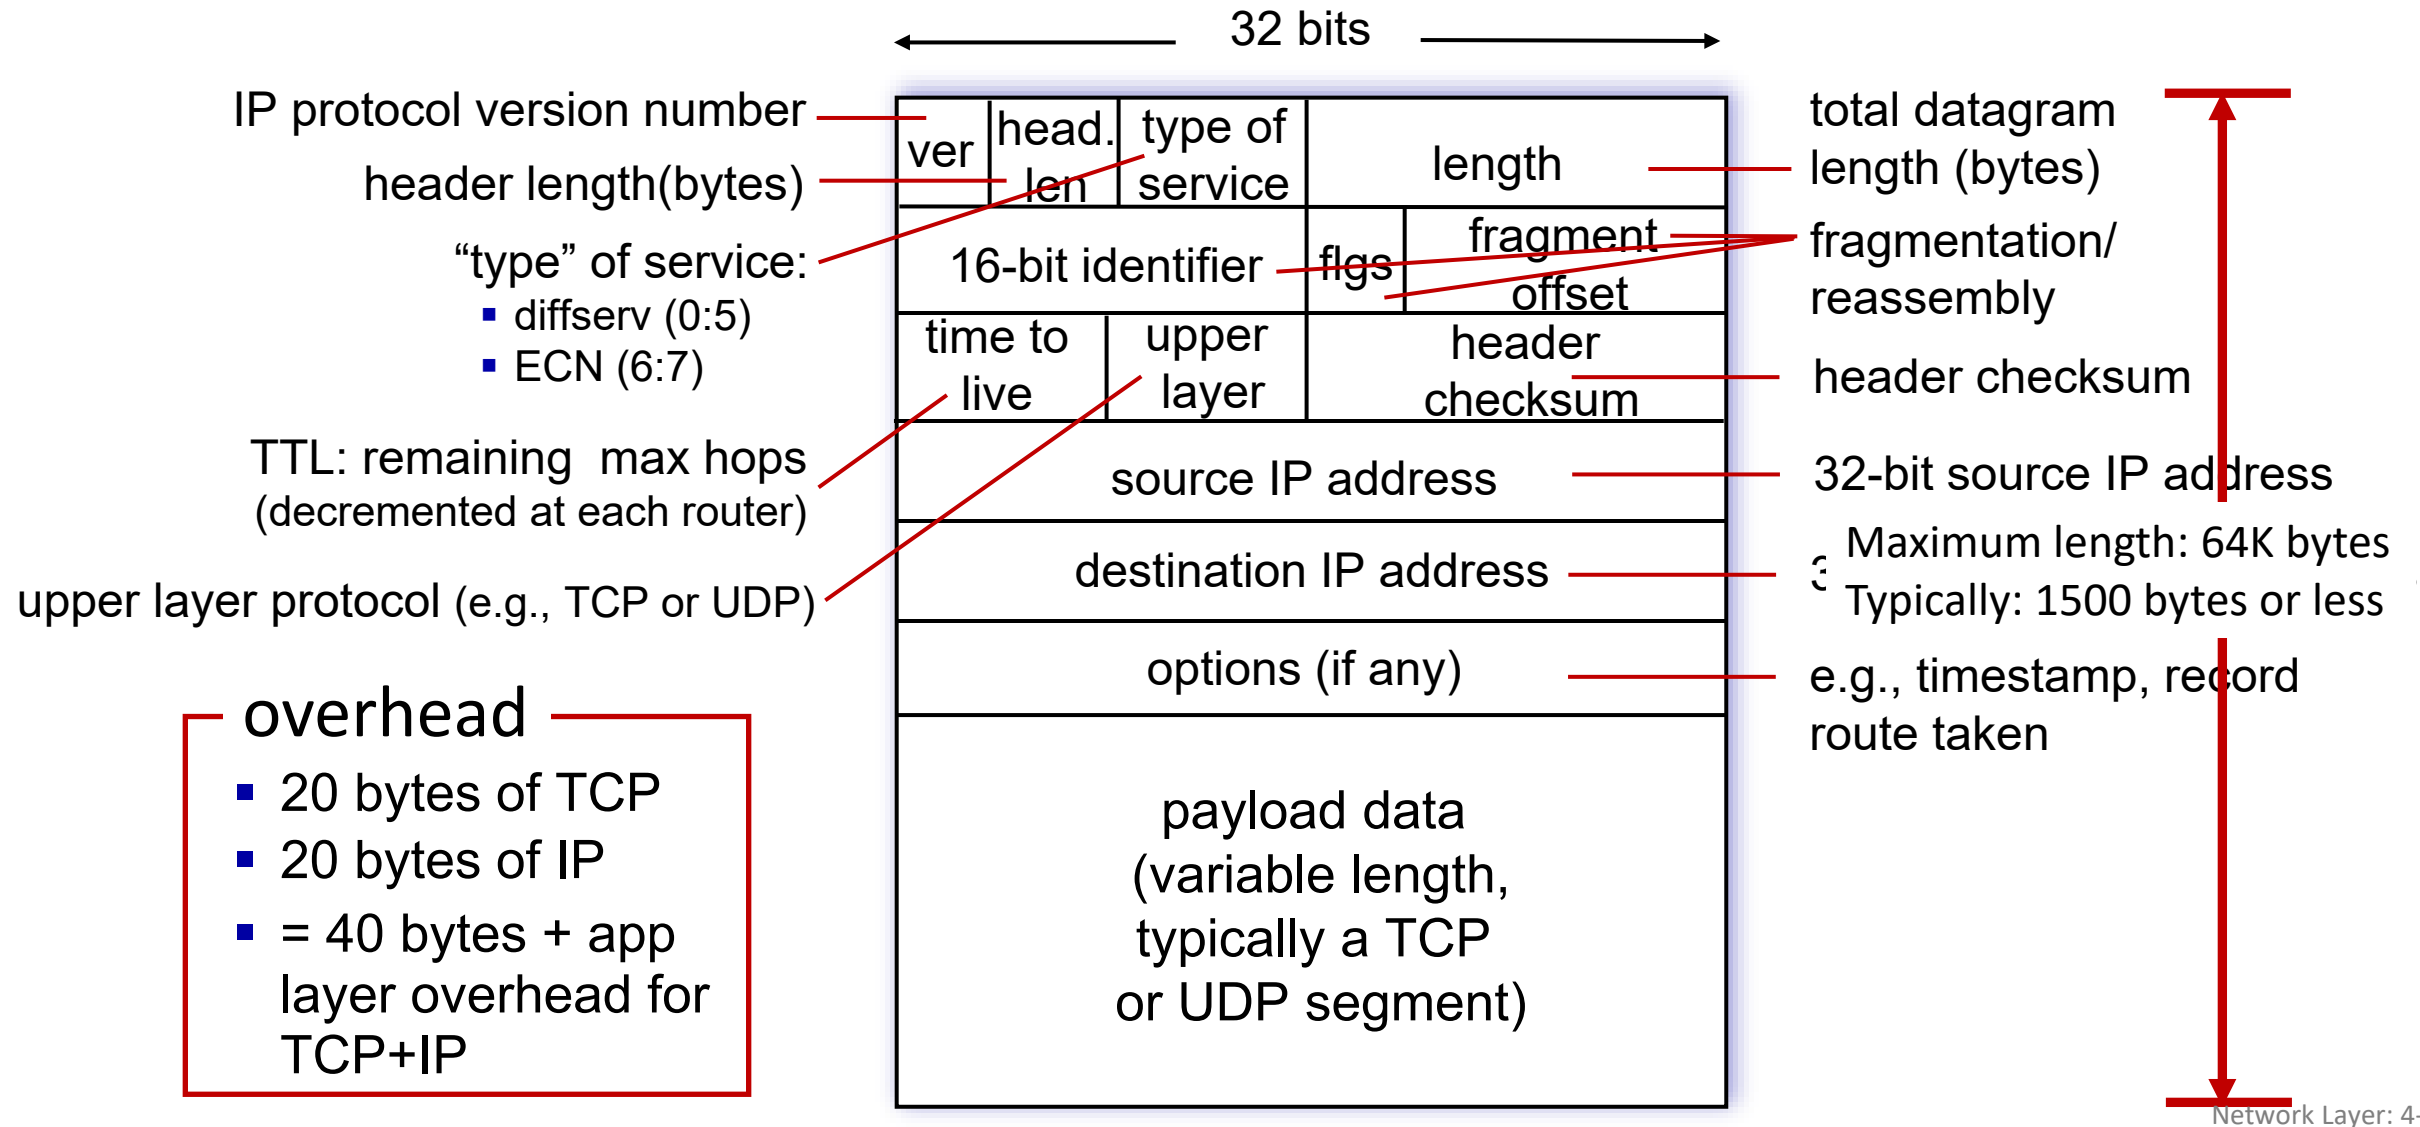 32 bits
IP protocol version number
header length(bytes)
“type” of service:
diffserv (0:5)
ECN (6:7)
TTL: remaining max hops
(decremented at each router)
upper layer protocol (e.g., TCP or UDP)
overhead
20 bytes of TCP
20 bytes of IP
= 40 bytes + app
layer overhead for
TCP+IP
ver
head.
len
type of
service
length
16-bit identifier
flgs
fragment
offset
time to
live
upper
layer
header
checksum
source IP address
destination IP address
options (if any)
payload data
(variable length,
typically a TCP
or UDP segment)
total datagram
length (bytes)
fragmentation/
reassembly
header checksum
32-bit source IP address
Maximum length: 64K bytes
Typically: 1500 bytes or less
e.g., timestamp, record
route taken
Network Layer: 4-